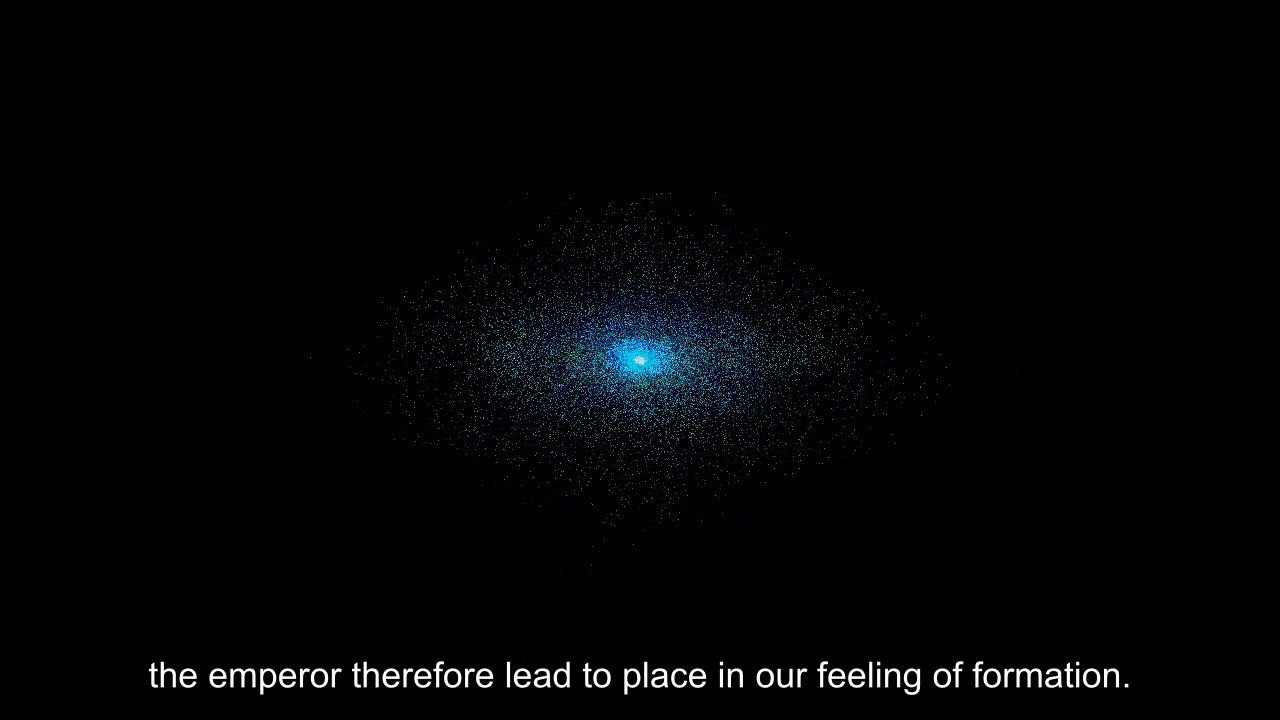 the emperor therefore lead to place in our feeling of formation.